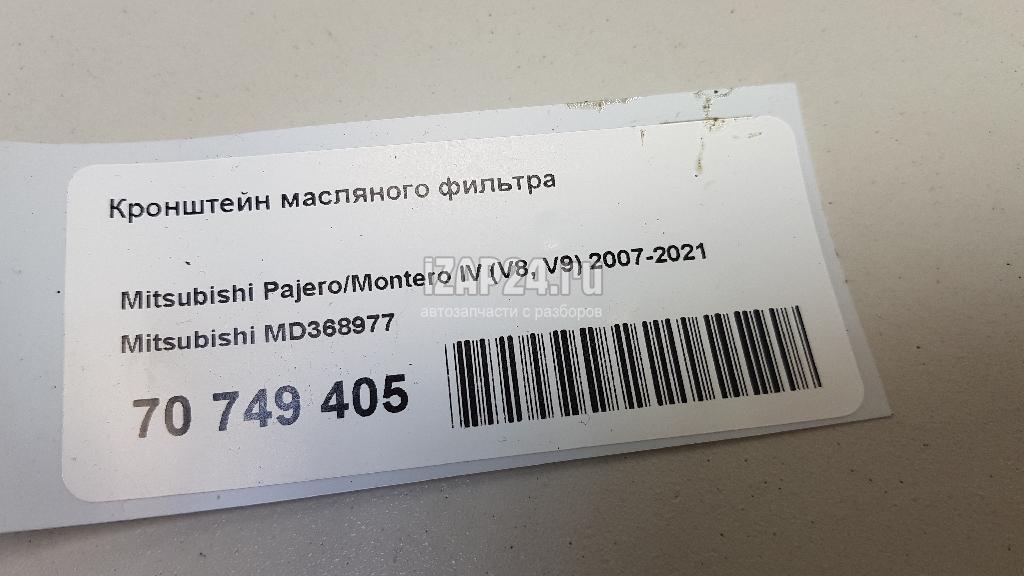 Кронштейн масляного фильтра
Mitsubishi Pajero/Montero IV (V8, V9) 2007-2021
iZAP24.ru
автозапчасти с разборов
Mitsubishi MD368977
70 749 405